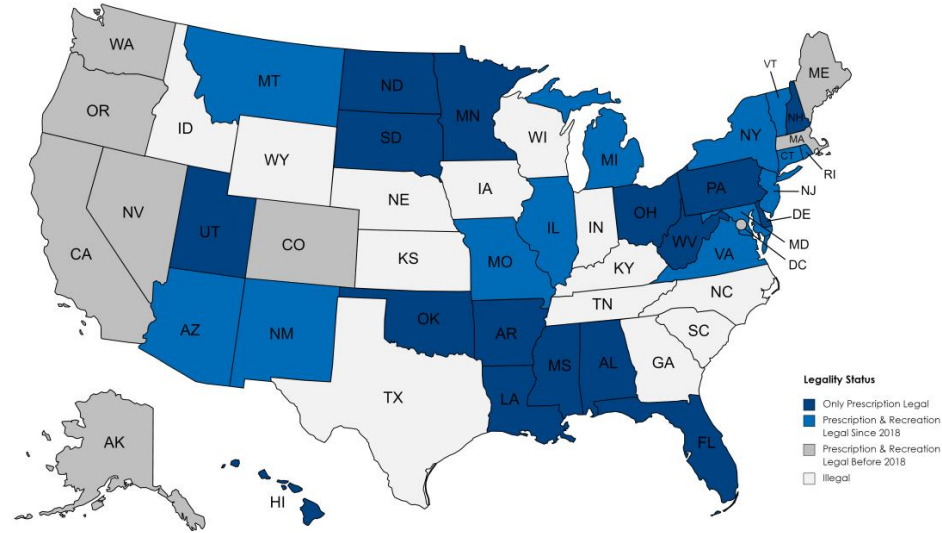 WA
MT
ND
MN
VT
ME
OR
ID
SD
WI
NY
NH
MA
WY
MI
CT
RI
NE
IA
PA
NJ
NV
UT
CO
IL
IN
OH
DE
CA
KS
MO
WV
VA
MD
KY
DC
AZ
NM
OK
AR
TN
NC
SC
MS
AL
GA
TX
LA
FL
AK
HI
Legality Status
Only Prescription Legal
Prescription & Recreation
Legal Since 2018
Prescription & Recreation
Legal Before 2018
Illegal